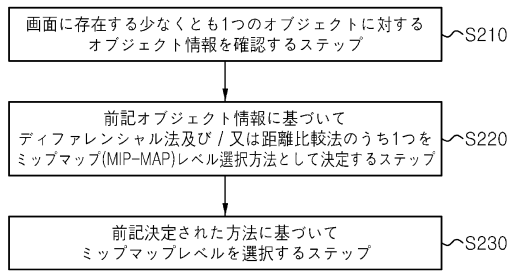 画面に存在する少なくとも1つのオブジェクトに対する
オブジェクト情報を確認するステップ
S210
前記オブジェクト情報に基づいて
ディファレンシャル法及び / 又は距離比較法のうち1つを
ミップマップ(MIP-MAP)レベル選択方法として決定するステップ
S220
前記決定された方法に基づいて
ミップマップレベルを選択するステップ
S230